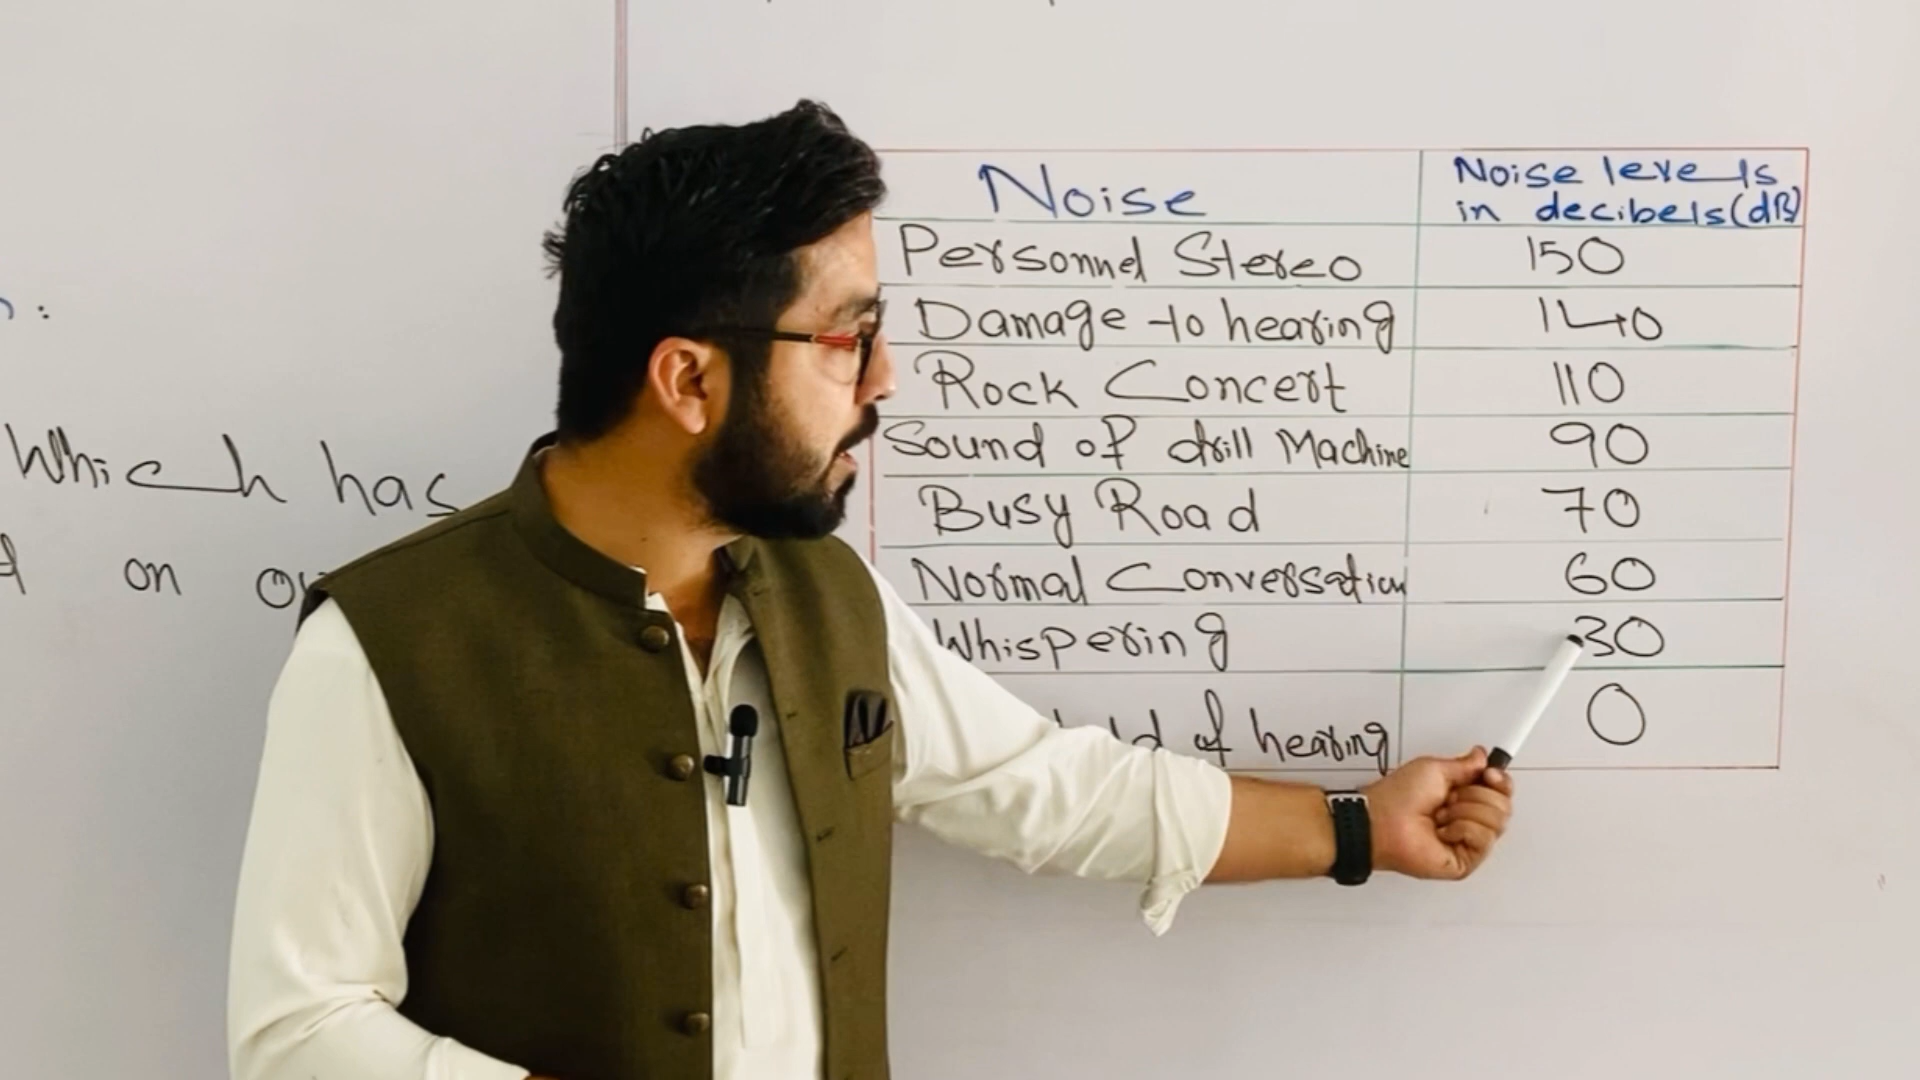 :
Which has
on
Noise
Noise levels
in decibels (dB)
Personnel Stereo 150
Damage to hearing 140
Rock Concert 110
Sound of drill Machine 90
Busy Road 70
Normal Conversation 60
Whispering 30
of hearing 0